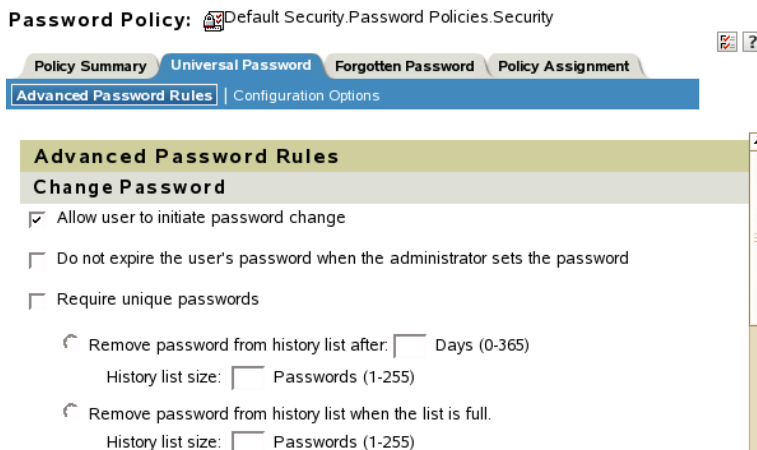 Password Policy: Default Security.Password Policies.Security
?
Policy Summary Universal Password Forgotten Password Policy Assignment
Advanced Password Rules | Configuration Options
Advanced Password Rules
Change Password
Allow user to initiate password change
Do not expire the user's password when the administrator sets the password
Require unique passwords
Remove password from history list after: Days (0-365)
History list size: Passwords (1-255)
Remove password from history list when the list is full.
History list size: Passwords (1-255)